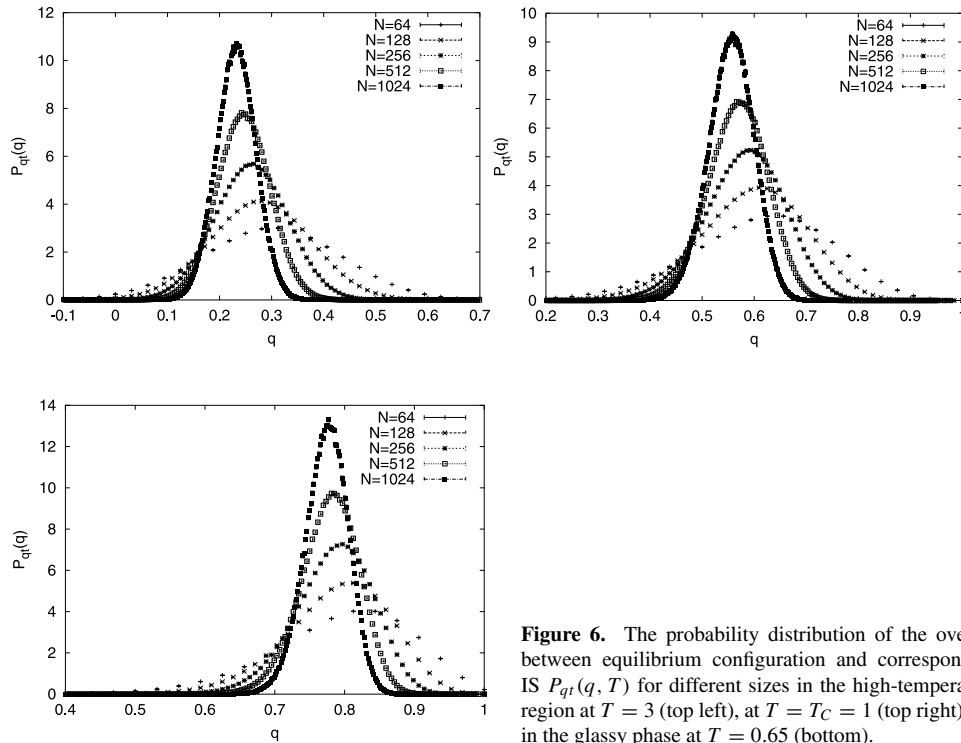 N=64
N=128
N=256
N=512
N=1024
12
10
8
6
4
2
0
P_qt(q)
-0.1 0 0.1 0.2 0.3 0.4 0.5 0.6 0.7
q
N=64
N=128
N=256
N=512
N=1024
10
9
8
7
6
5
4
3
2
1
0
P_qt(q)
0.2 0.3 0.4 0.5 0.6 0.7 0.8 0.9 1
q
N=64
N=128
N=256
N=512
N=1024
14
12
10
8
6
4
2
0
P_qt(q)
0.4 0.5 0.6 0.7 0.8 0.9 1
q
Figure 6. The probability distribution of the
between equilibrium configuration and
IS P_qt(q, T) for different sizes in the
region at T = 3 (top left), at T = T_C = 1 (top right)
in the glassy phase at T = 0.65 (bottom).